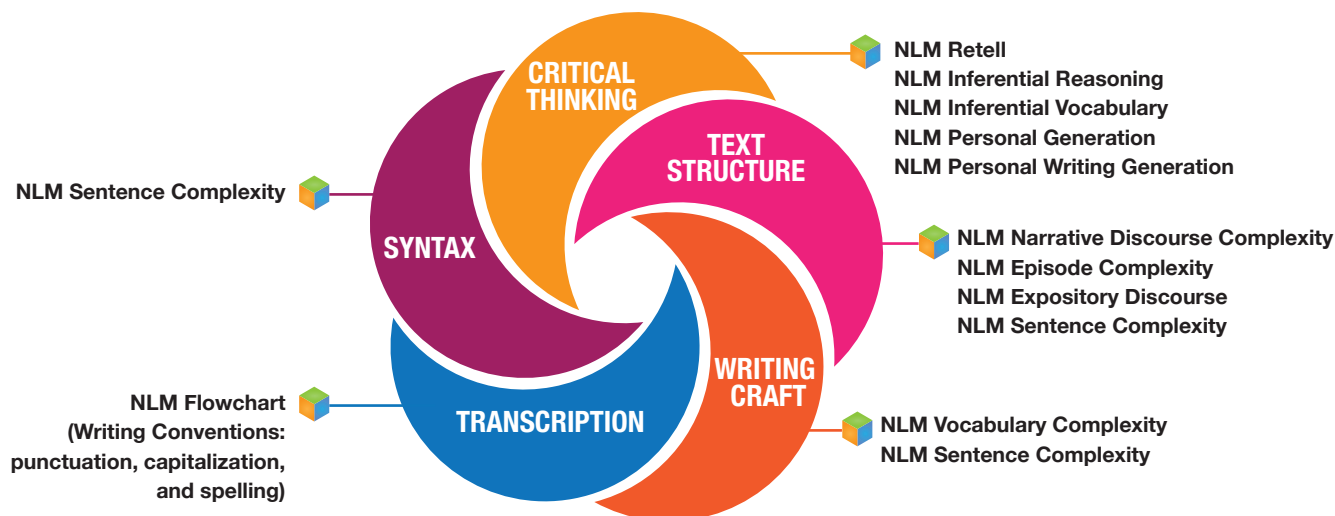 CRITICAL
THINKING
NLM Retell
NLM Inferential Reasoning
NLM Inferential Vocabulary
NLM Personal Generation
NLM Personal Writing Generation
TEXT
STRUCTURE
NLM Narrative Discourse Complexity
NLM Episode Complexity
NLM Expository Discourse
NLM Sentence Complexity
WRITING
CRAFT
NLM Vocabulary Complexity
NLM Sentence Complexity
TRANSCRIPTION
NLM Flowchart
(Writing Conventions:
punctuation, capitalization,
and spelling)
SYNTAX
NLM Sentence Complexity